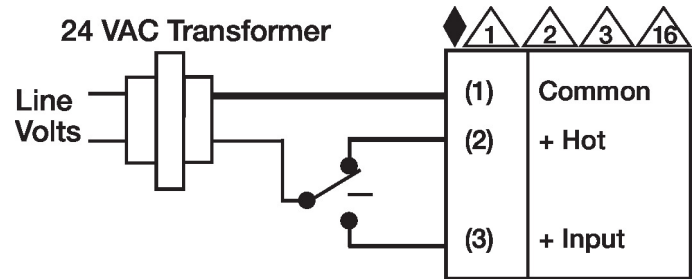 24 VAC Transformer
1 2 3 16
Line
Volts
(1) Common
(2) + Hot
(3) + Input